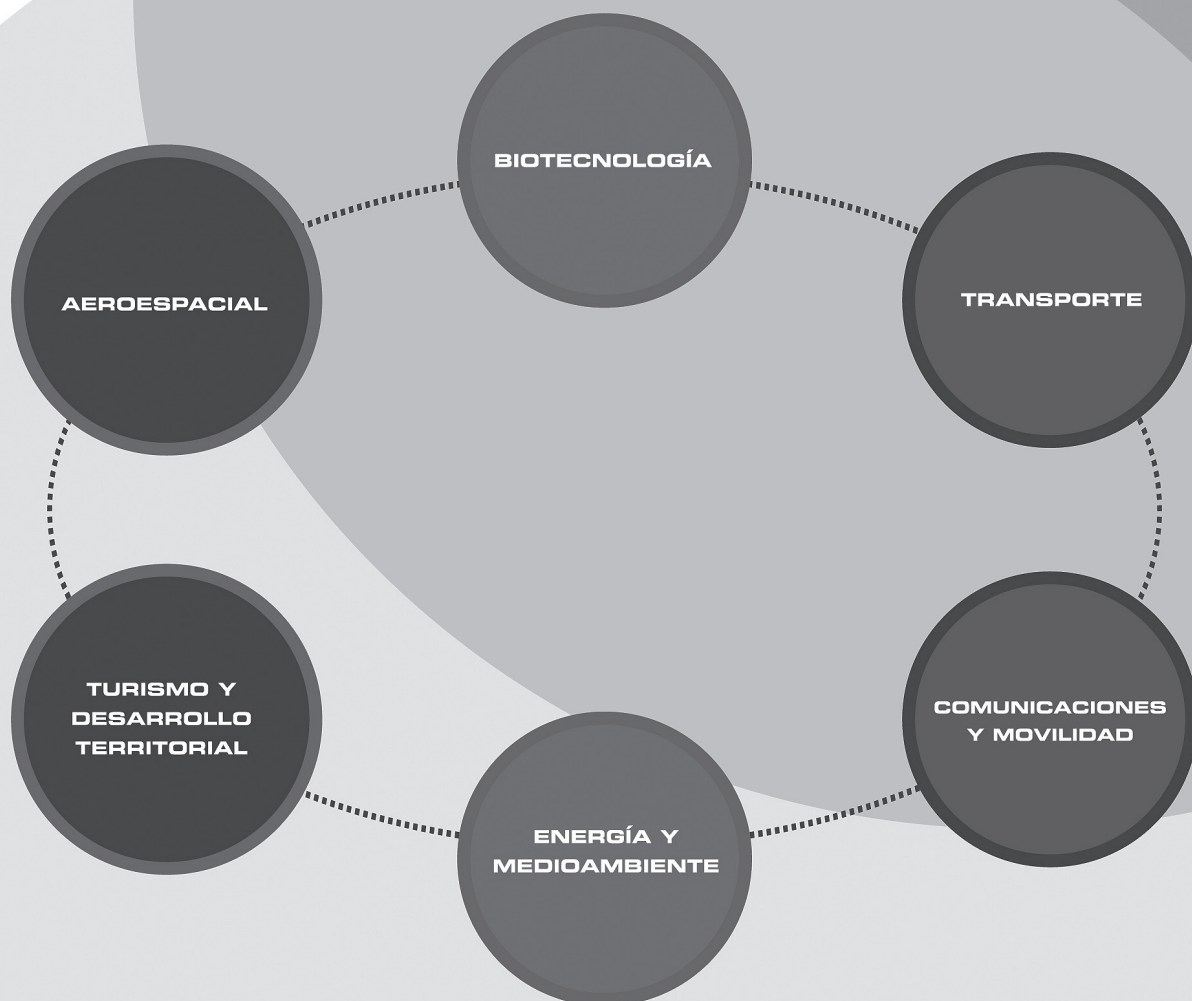 BIOTECNOLOGÍA
AEROESPACIAL
TRANSPORTE
TURISMO Y
DESARROLLO
TERRITORIAL
COMUNICACIONES
Y MOVILIDAD
ENERGÍA Y
MEDIOAMBIENTE